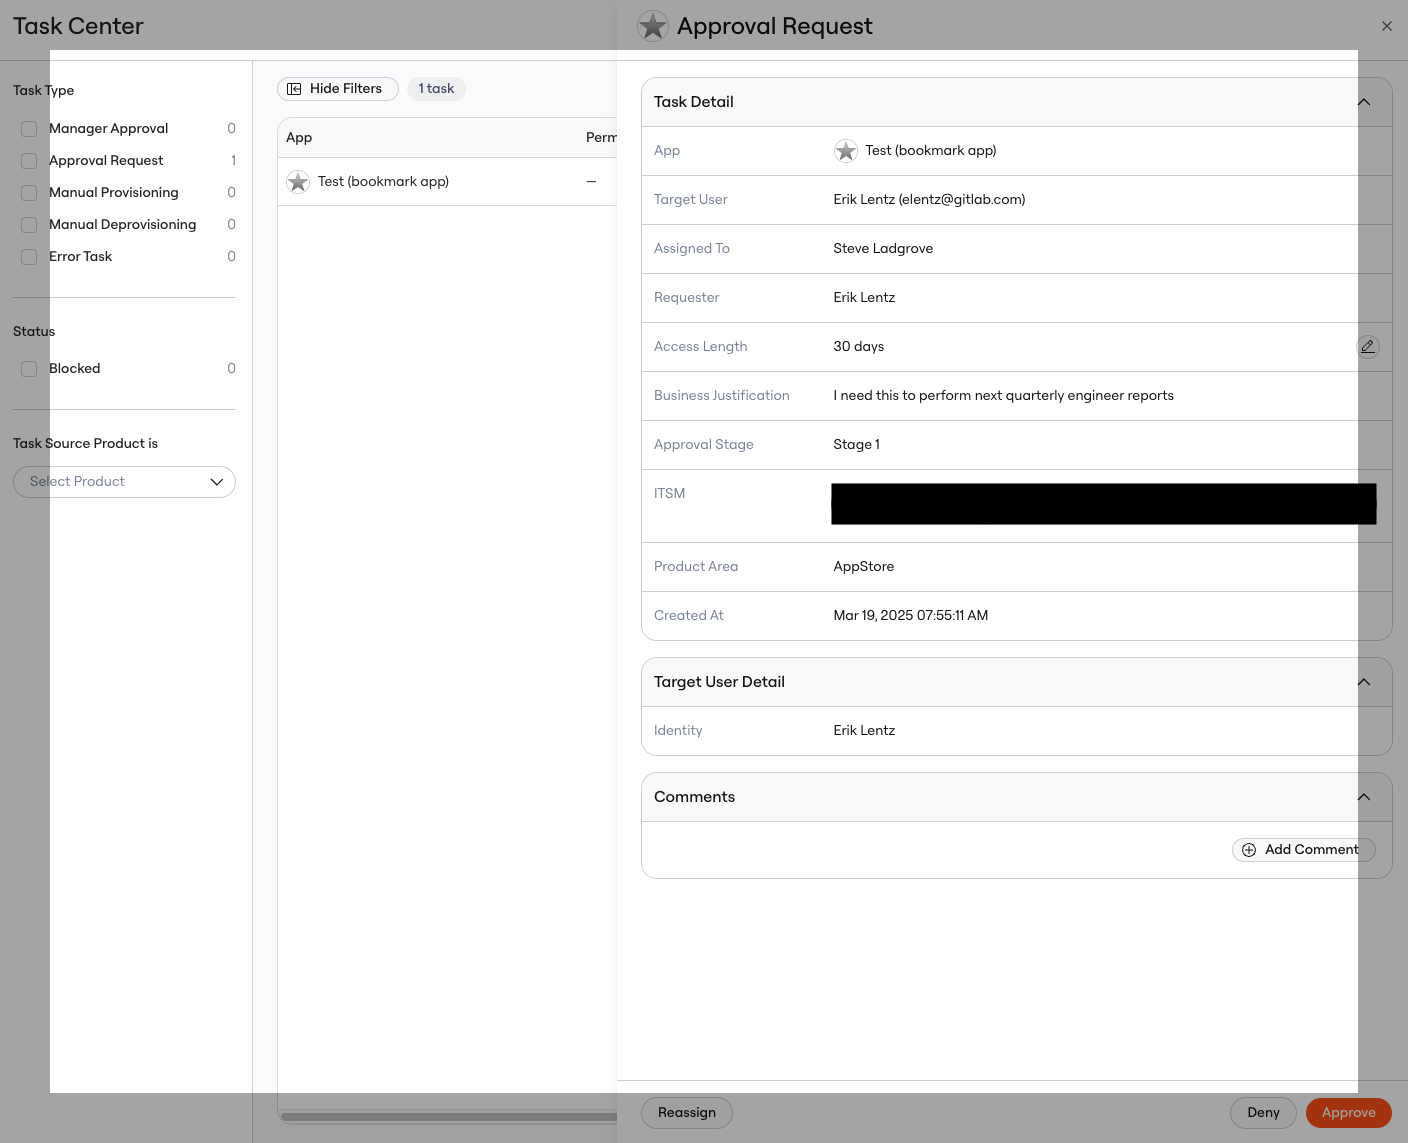 Task Center
Task Type
Manager Approval 0
Approval Request 1
Manual Provisioning 0
Manual Deprovisioning 0
Error Task 0
Status
Blocked 0
Task Source Product is
Select Product
Hide Filters 1 task
App Perm
Test (bookmark app) —
Approval Request
Task Detail
App Test (bookmark app)
Target User Erik Lentz (elentz@gitlab.com)
Assigned To Steve Ladgrove
Requester Erik Lentz
Access Length 30 days
Business Justification I need this to perform next quarterly engineer reports
Approval Stage Stage 1
ITSM
Product Area AppStore
Created At Mar 19, 2025 07:55:11 AM
Target User Detail
Identity Erik Lentz
Comments
Add Comment
Reassign Deny Approve